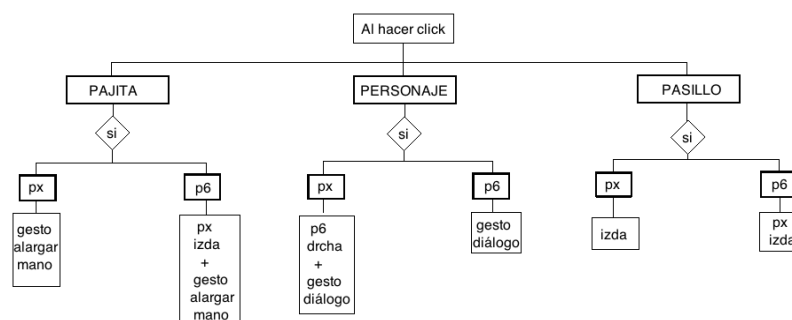 Al hacer click
PAJITA
PERSONAJE
PASILLO
si
si
si
px
p6
px
p6
px
p6
gesto
alargar
mano
px
izda
+
gesto
alargar
mano
p6
drcha
+
gesto
diálogo
gesto
diálogo
izda
px
izda